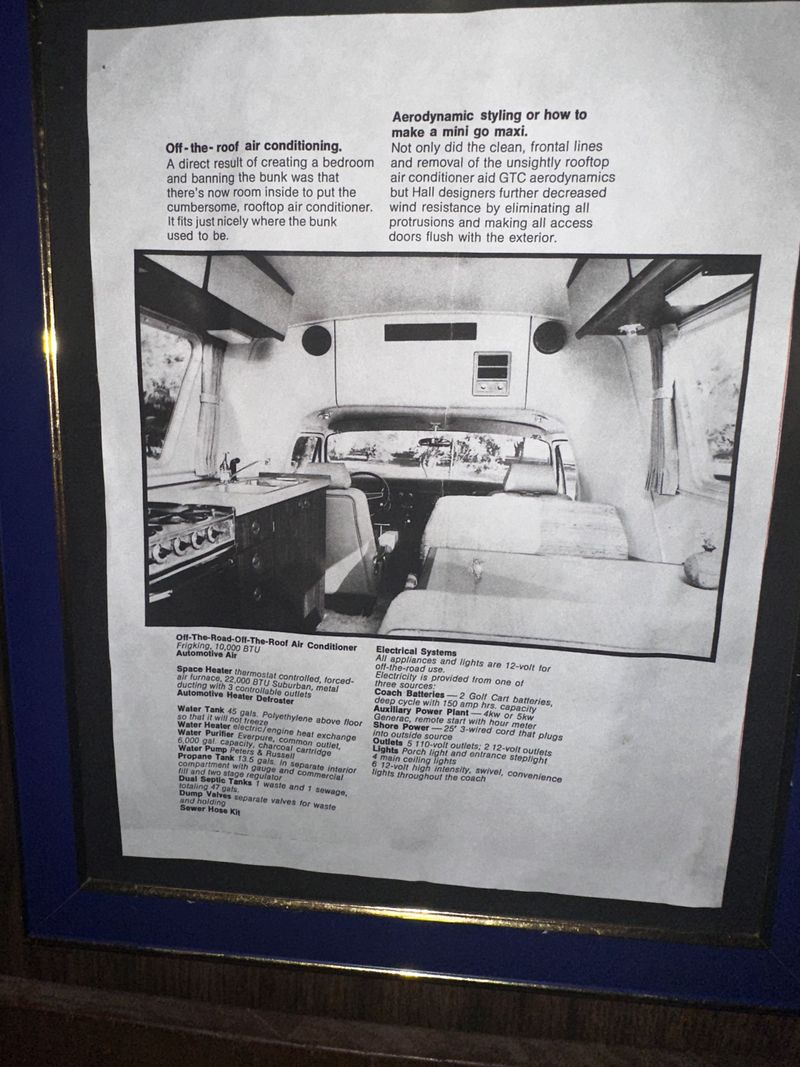 Off-the-roof air conditioning.
A direct result of creating a bedroom
and banning the bunk was that
there's now room inside to put the
cumbersome, rooftop air conditioner.
It fits just nicely where the bunk
used to be.
Aerodynamic styling or how to
make a mini go maxi.
Not only did the clean, frontal lines
and removal of the unsightly rooftop
air conditioner aid GTC aerodynamics
but Hall designers further decreased
wind resistance by eliminating all
protrusions and making all access
doors flush with the exterior.
Off-The-Road-Off-The-Roof Air Conditioner
Frigking, 10,000 BTU
Automotive Air
Space Heater thermostat controlled, forced-
air furnace, 22,000 BTU Suburban, metal
ducting with 3 controllable outlets
Automotive Heater Defroster
Water Tank 45 gals. Polyethylene above floor
so that it will not freeze
Water Heater electric/engine heat exchange
Water Purifier Everpure, common outlet,
6,000 gal. capacity, charcoal cartridge
Water Pump Peters & Russell
Propane Tank 13.5 gals. in separate interior
compartment with gauge and commercial
fill and two stage regulator
Dual Septic Tanks 1 waste and 1 sewage,
totaling 47 gals.
Dump Valves separate valves for waste
and holding
Sewer Hose Kit
Electrical Systems
All appliances and lights are 12-volt for
off-the-road use.
Electricity is provided from one of
three sources:
Coach Batteries — 2 Golf Cart batteries,
deep cycle with 150 amp hrs. capacity
Auxiliary Power Plant — 4kw or 5kw
Generac, remote start with hour meter
Shore Power — 25' 3-wired cord that plugs
into outside source
Outlets 5 110-volt outlets; 2 12-volt outlets
Lights Porch light and entrance steplight
4 main ceiling lights
6 12-volt high intensity, swivel, convenience
lights throughout the coach